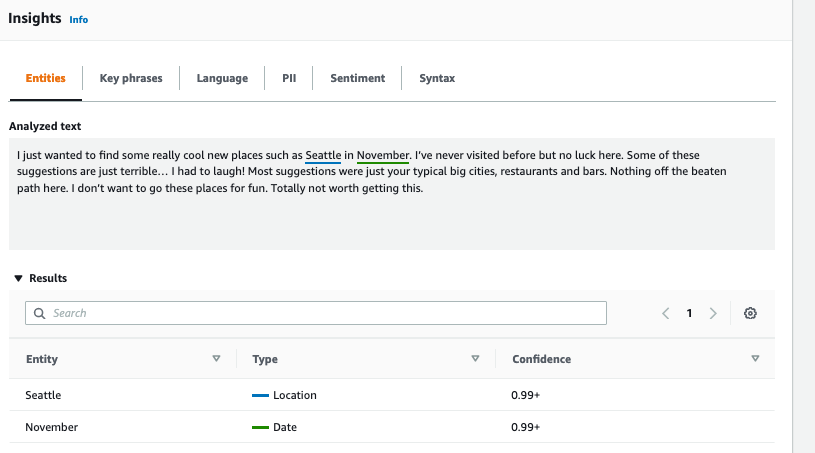 Insights Info
Entities Key phrases Language PII Sentiment Syntax
Analyzed text
I just wanted to find some really cool new places such as Seattle in November. I've never visited before but no luck here. Some of these
suggestions are just terrible... I had to laugh! Most suggestions were just your typical big cities, restaurants and bars. Nothing off the beaten
path here. I don't want to go these places for fun. Totally not worth getting this.
Results
Search 1
Entity Type Confidence
Seattle Location 0.99+
November Date 0.99+